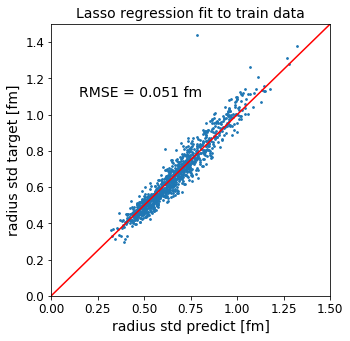 Lasso regression fit to train data
RMSE = 0.051 fm
radius std target [fm]
1.4
1.2
1.0
0.8
0.6
0.4
0.2
0.0
0.00 0.25 0.50 0.75 1.00 1.25 1.50
radius std predict [fm]